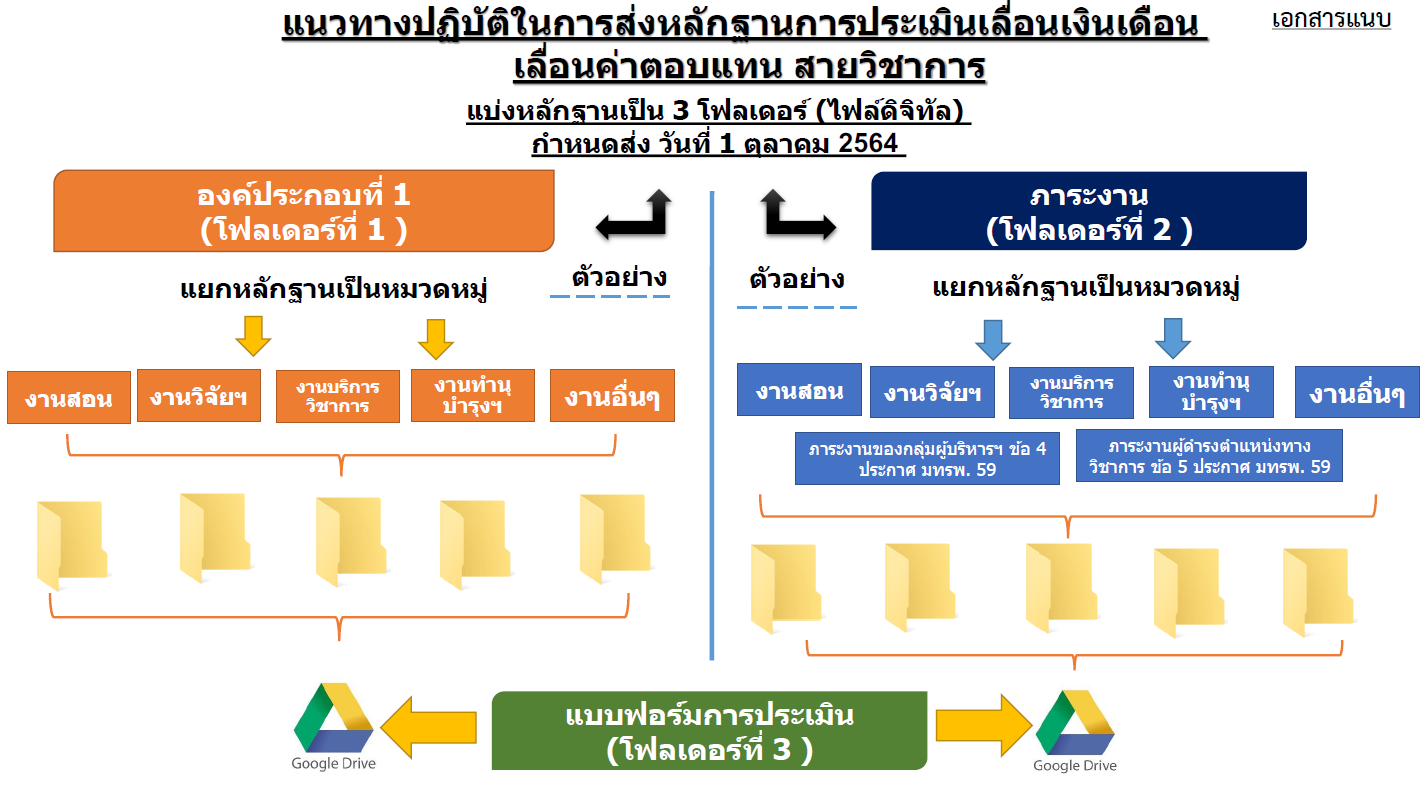 เอกสารแนบ
แนวทางปฏิบัติในการส่งหลักฐานการประเมินเลื่อนเงินเดือน
เลื่อนค่าตอบแทน สายวิชาการ
แบ่งหลักฐานเป็น 3 โฟลเดอร์ (ไฟล์ดิจิทัล)
กำหนดส่ง วันที่ 1 ตุลาคม 2564
องค์ประกอบที่ 1
(โฟลเดอร์ที่ 1 )
ตัวอย่าง
แยกหลักฐานเป็นหมวดหมู่
งานสอน
งานวิจัยฯ
งานบริการ
วิชาการ
งานทำนุ
บำรุงฯ
งานอื่นๆ
ภาระงาน
(โฟลเดอร์ที่ 2 )
ตัวอย่าง
แยกหลักฐานเป็นหมวดหมู่
งานสอน
งานวิจัยฯ
งานบริการ
วิชาการ
งานทำนุ
บำรุงฯ
งานอื่นๆ
ภาระงานของกลุ่มผู้บริหารฯ ข้อ 4
ประกาศ มทรพ. 59
ภาระงานผู้ดำรงตำแหน่งทาง
วิชาการ ข้อ 5 ประกาศ มทรพ. 59
แบบฟอร์มการประเมิน
(โฟลเดอร์ที่ 3 )
Google Drive
Google Drive